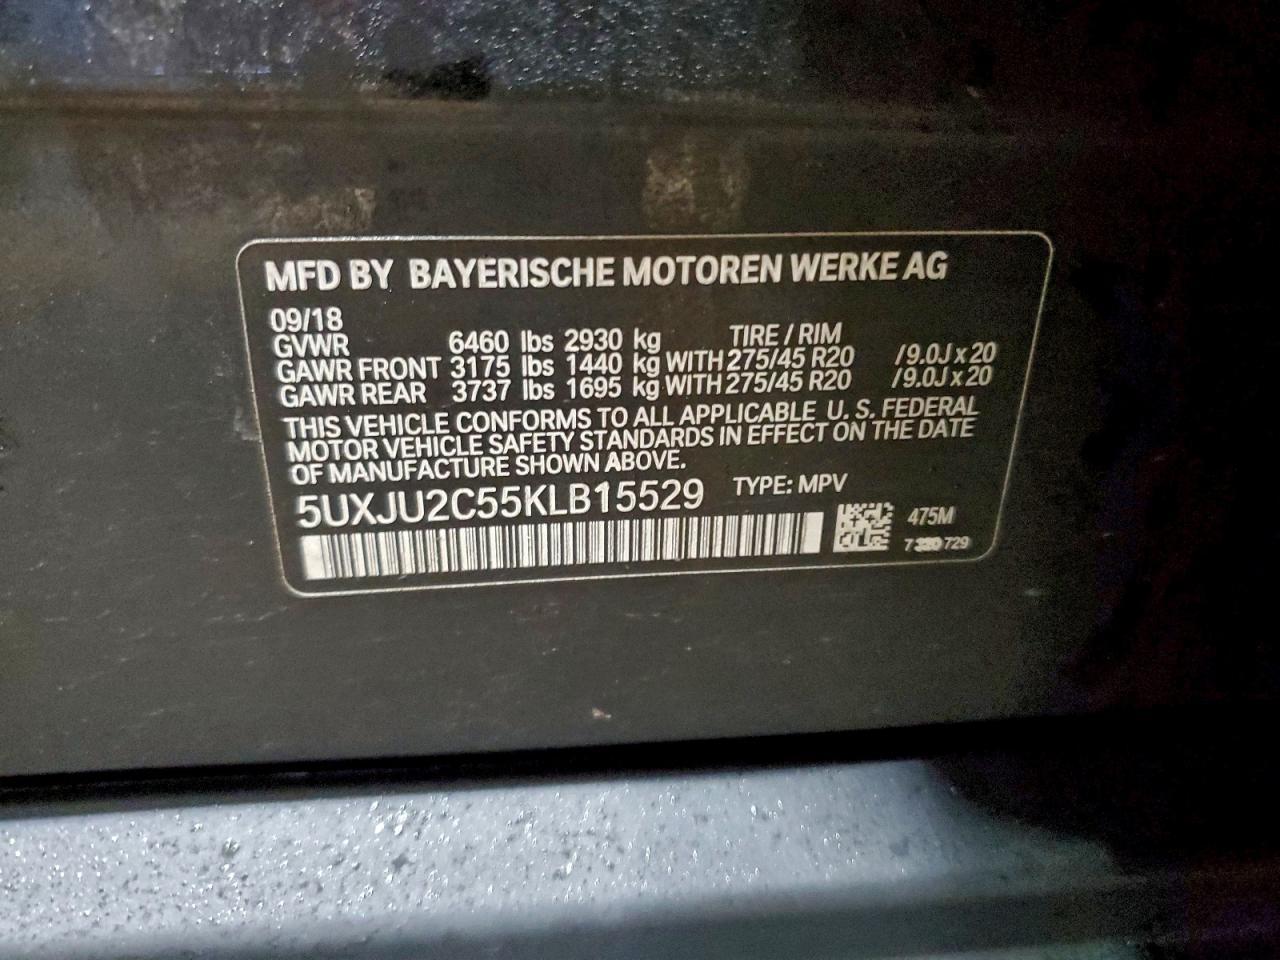 MFD BY BAYERISCHE MOTOREN WERKE AG
09/18
GVWR 6460 lbs 2930 kg TIRE / RIM
GAWR FRONT 3175 lbs 1440 kg WITH 275/45 R20 / 9.0J x 20
GAWR REAR 3737 lbs 1695 kg WITH 275/45 R20 / 9.0J x 20
THIS VEHICLE CONFORMS TO ALL APPLICABLE U. S. FEDERAL
MOTOR VEHICLE SAFETY STANDARDS IN EFFECT ON THE DATE
OF MANUFACTURE SHOWN ABOVE.
5UXJU2C55KLB15529 TYPE: MPV
475M
7 729